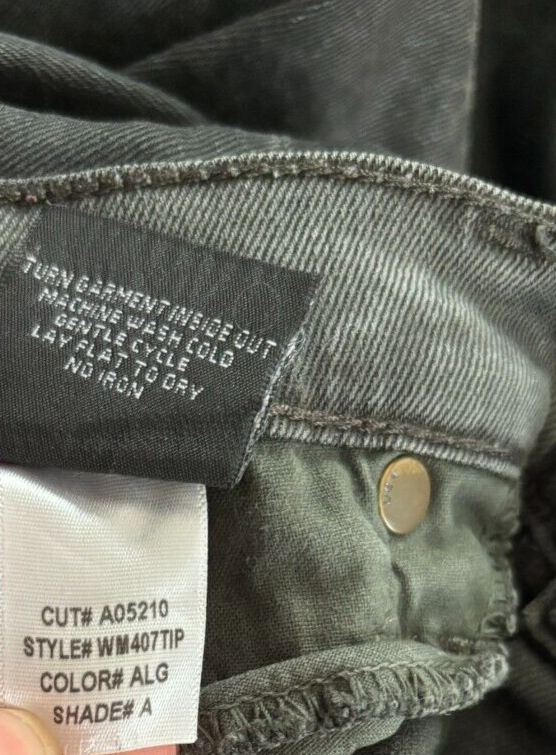 TURN GARMENT INSIDE OUT
MACHINE WASH COLD
GENTLE CYCLE
LAY FLAT TO DRY
NO IRON
CUT# A05210
STYLE# WM407TIP
COLOR# ALG
SHADE# A